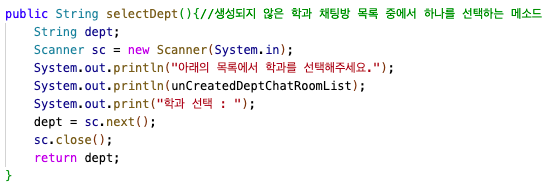 public String selectDept(){//생성되지 않은 학과 채팅방 목록 중에서 하나를 선택하는 메소드
String dept;
Scanner sc = new Scanner(System.in);
System.out.println("아래의 목록에서 학과를 선택해주세요.");
System.out.println(unCreatedDeptChatRoomList);
System.out.print("학과 선택 : ");
dept = sc.next();
sc.close();
return dept;
}